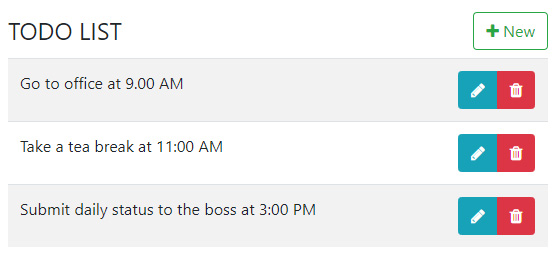 TODO LIST
New
Go to office at 9.00 AM
Take a tea break at 11:00 AM
Submit daily status to the boss at 3:00 PM